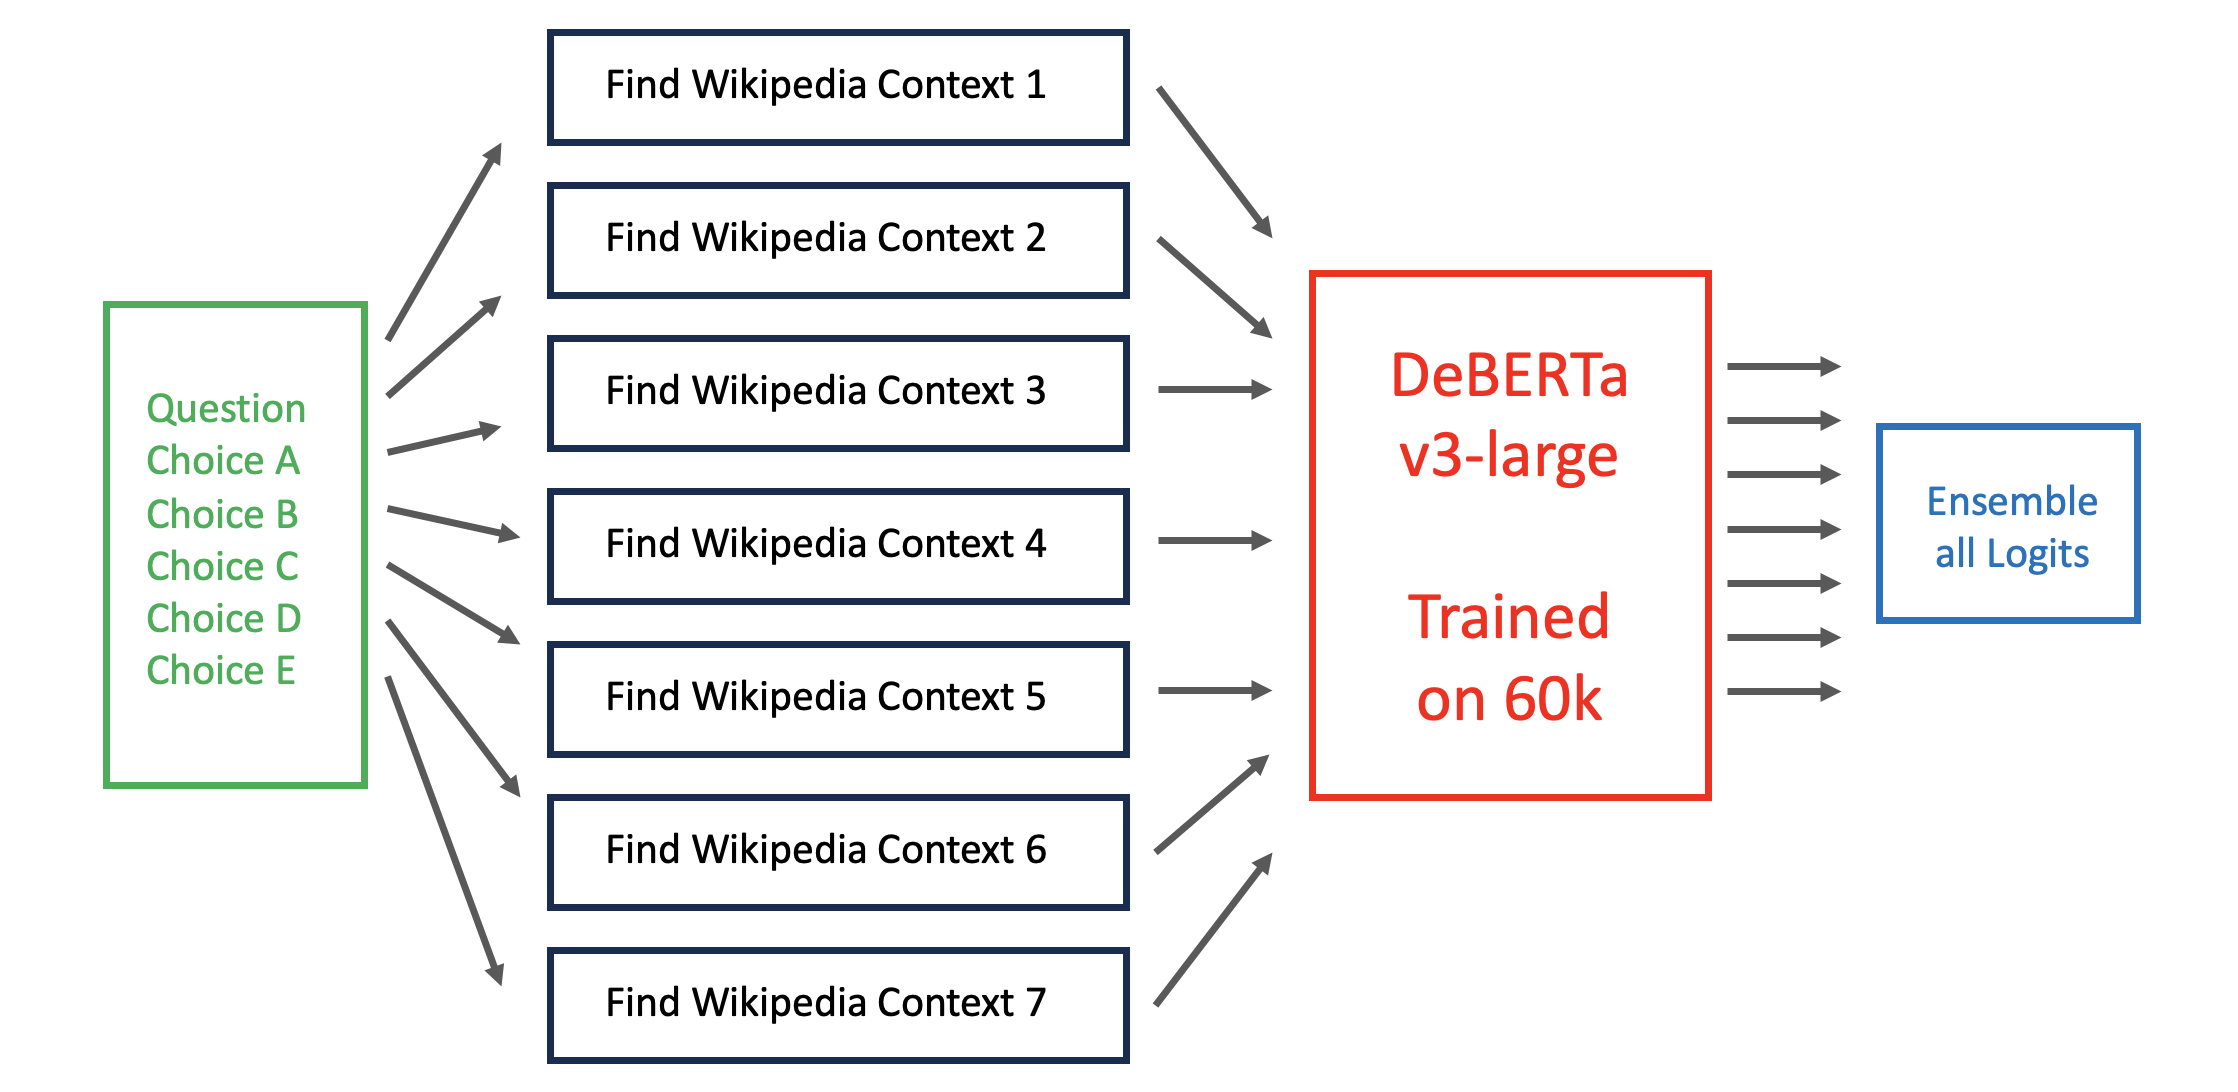 Question
Choice A
Choice B
Choice C
Choice D
Choice E
Find Wikipedia Context 1
Find Wikipedia Context 2
Find Wikipedia Context 3
Find Wikipedia Context 4
Find Wikipedia Context 5
Find Wikipedia Context 6
Find Wikipedia Context 7
DeBERTa
v3-large
Trained
on 60k
Ensemble
all Logits